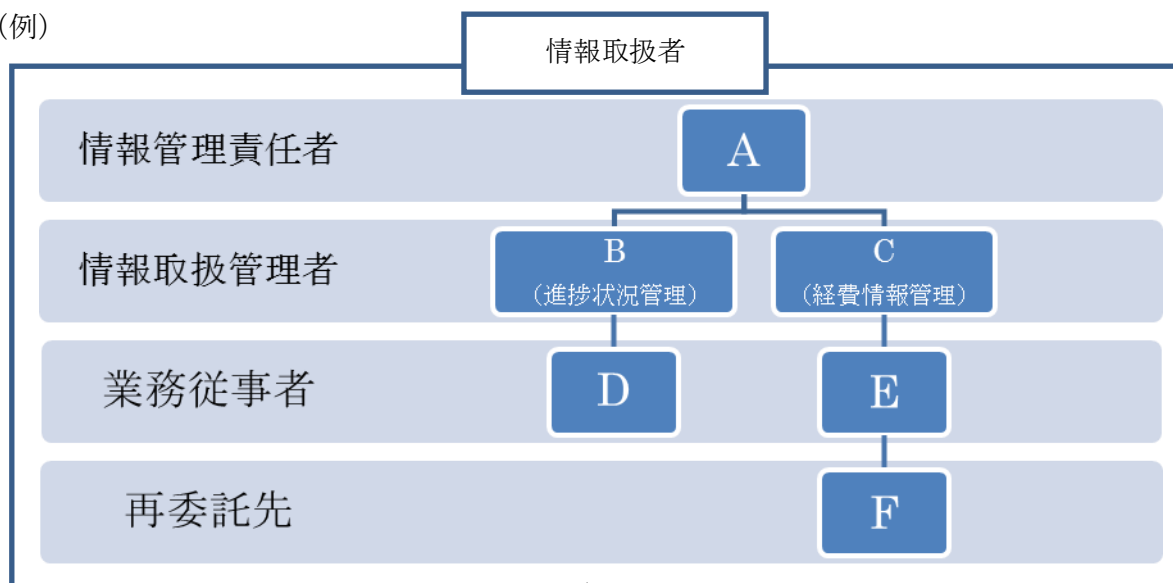 (例)
情報取扱者
情報管理責任者
A
情報取扱管理者
B
(進捗状況管理)
C
(経費情報管理)
業務従事者
D
E
再委託先
F